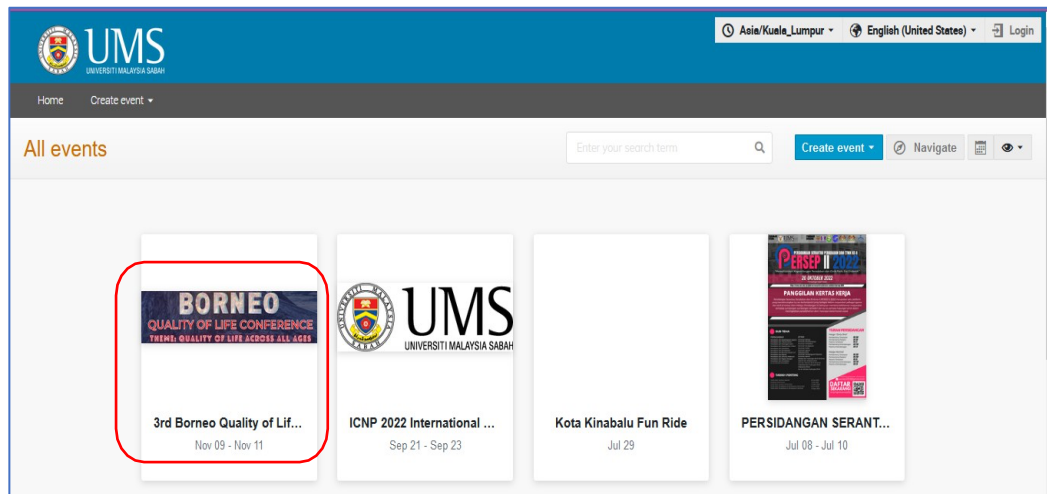 UMS
UNIVERSITI MALAYSIA SABAH
Asia/Kuala_Lumpur
English (United States)
Login
Home
Create event
All events
Enter your search term
Create event
Navigate
BORNEO
QUALITY OF LIFE CONFERENCE
THEME: QUALITY OF LIFE ACROSS ALL AGES
3rd Borneo Quality of Lif...
Nov 09 - Nov 11
UMS
UNIVERSITI MALAYSIA SABAH
ICNP 2022 International ...
Sep 21 - Sep 23
Kota Kinabalu Fun Ride
Jul 29
PERSEP II 2022
PANGGILAN KERTAS KERJA
DAFTAR
SEKARANG
PERSIDANGAN SERANT...
Jul 08 - Jul 10